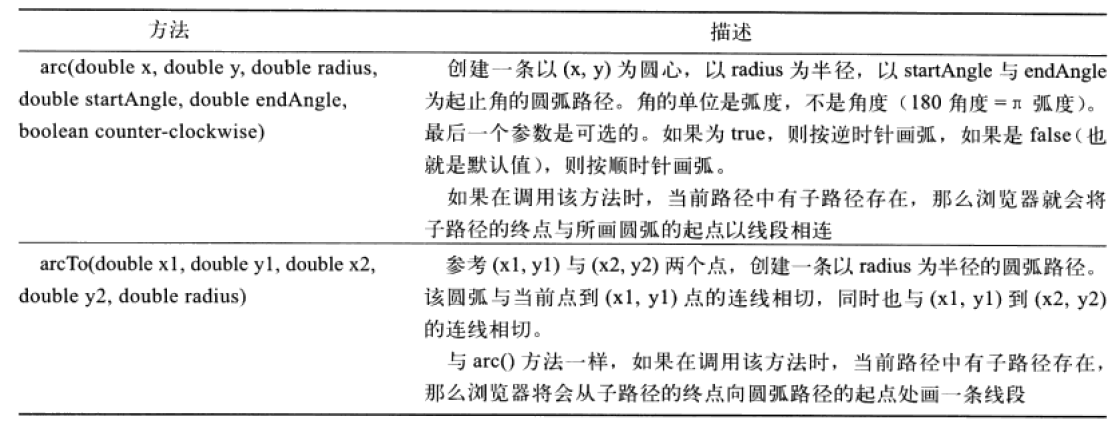 方法 描述
arc(double x, double y, double radius, double startAngle, double endAngle, boolean counter-clockwise)
创建一条以 (x, y) 为圆心，以 radius 为半径，以 startAngle 与 endAngle
为起止角的圆弧路径。角的单位是弧度，不是角度（180 角度 = π 弧度）。
最后一个参数是可选的。如果为 true，则按逆时针画弧，如果是 false（也
就是默认值），则按顺时针画弧。
如果在调用该方法时，当前路径中有子路径存在，那么浏览器就会将
子路径的终点与所画圆弧的起点以线段相连
arcTo(double x1, double y1, double x2,
double y2, double radius)
参考 (x1, y1) 与 (x2, y2) 两个点，创建一条以 radius 为半径的圆弧路径。
该圆弧与当前点到 (x1, y1) 点的连线相切，同时也与 (x1, y1) 到 (x2, y2)
的连线相切。
与 arc() 方法一样，如果在调用该方法时，当前路径中有子路径存在，
那么浏览器将会从子路径的终点向圆弧路径的起点处画一条线段